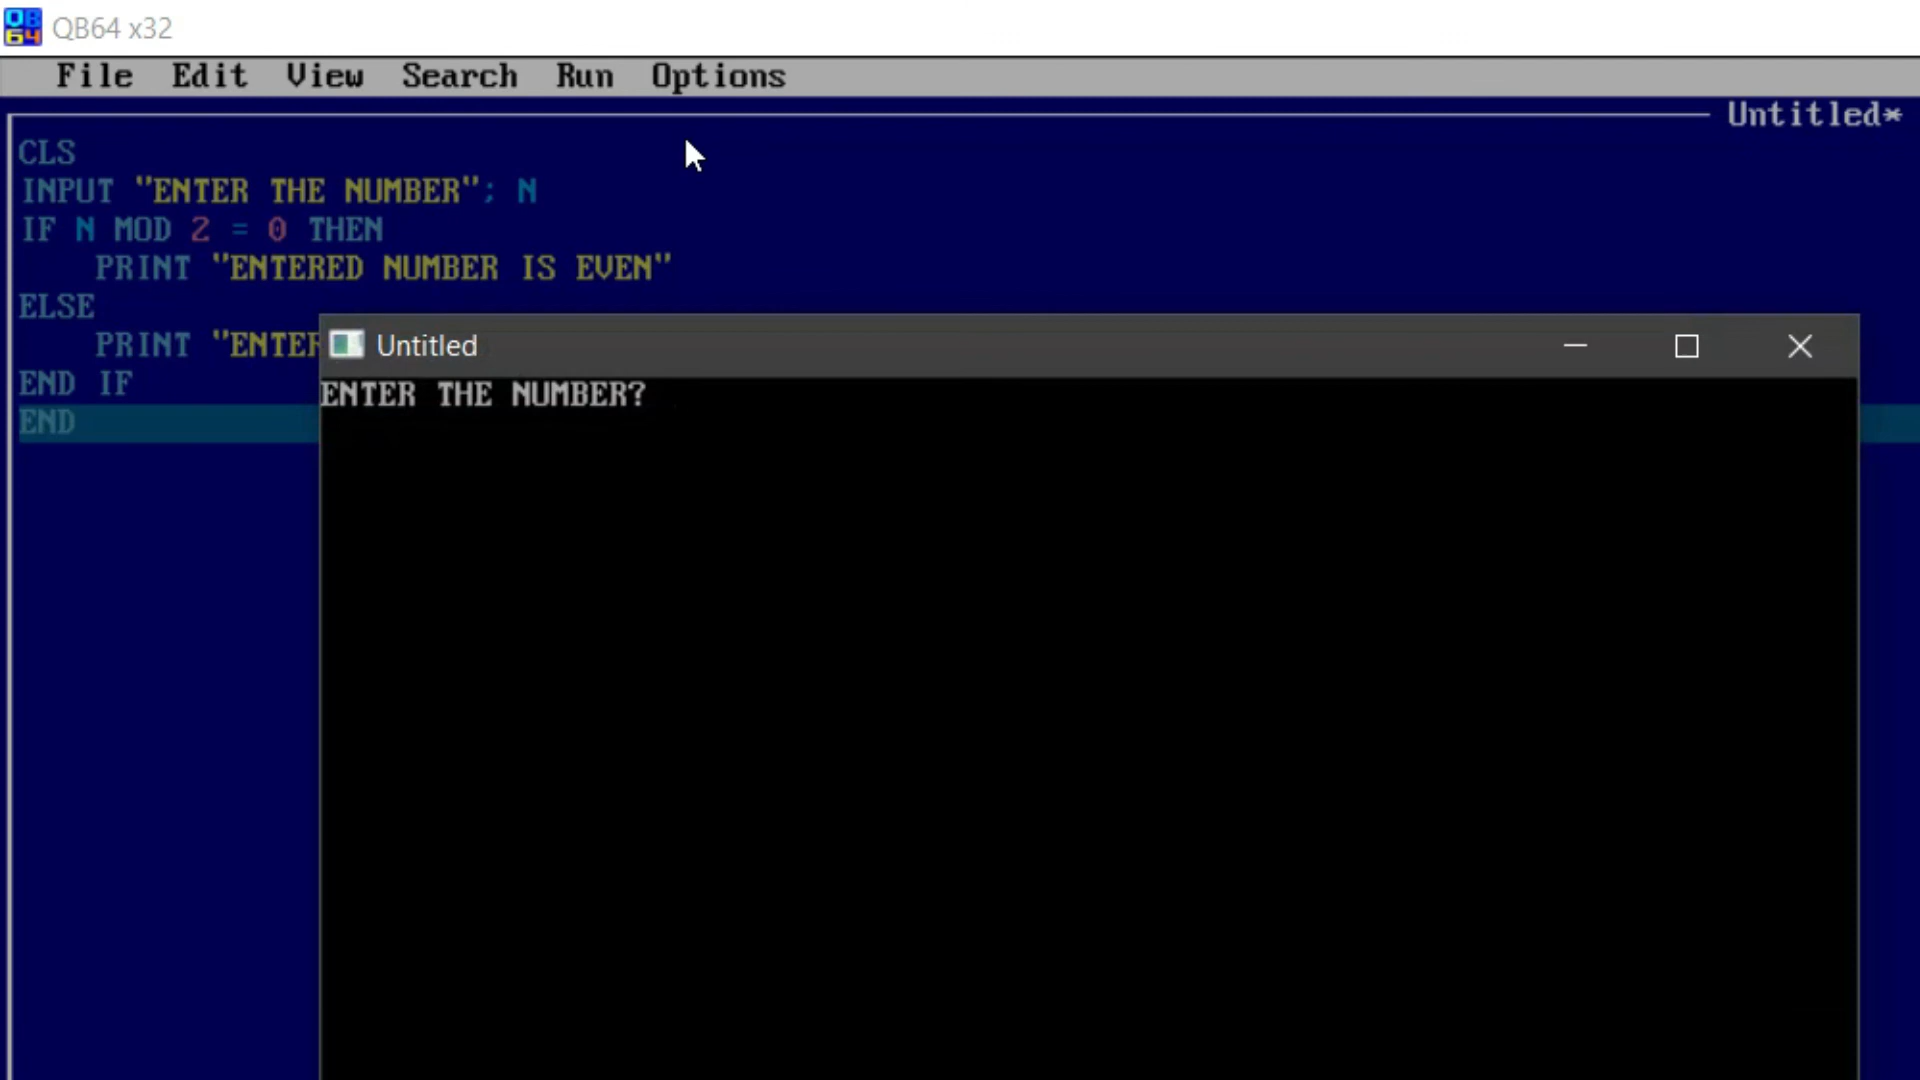 QB64 x32
File Edit View Search Run Options
Untitled*
CLS
INPUT "ENTER THE NUMBER"; N
IF N MOD 2 = 0 THEN
PRINT "ENTERED NUMBER IS EVEN"
ELSE
PRINT "ENTER
END IF
END
Untitled
ENTER THE NUMBER?